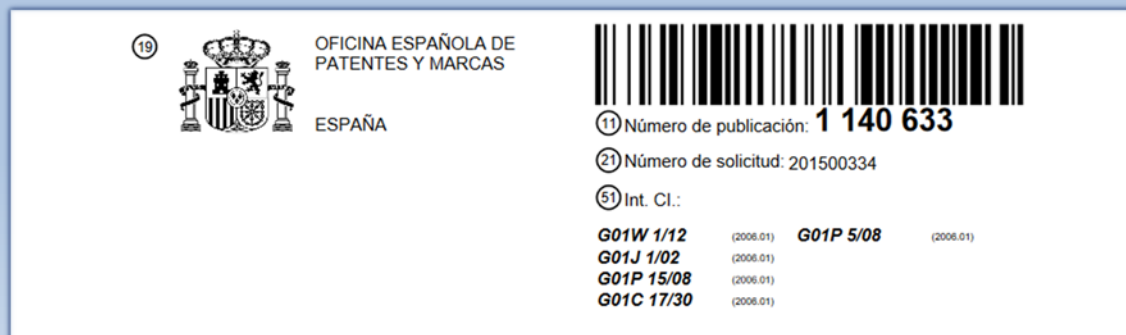 19
OFICINA ESPAÑOLA DE
PATENTES Y MARCAS
ESPAÑA
11 Número de publicación: 1 140 633
21 Número de solicitud: 201500334
51 Int. Cl.:
G01W 1/12 (2006.01) G01P 5/08 (2006.01)
G01J 1/02 (2006.01)
G01P 15/08 (2006.01)
G01C 17/30 (2006.01)